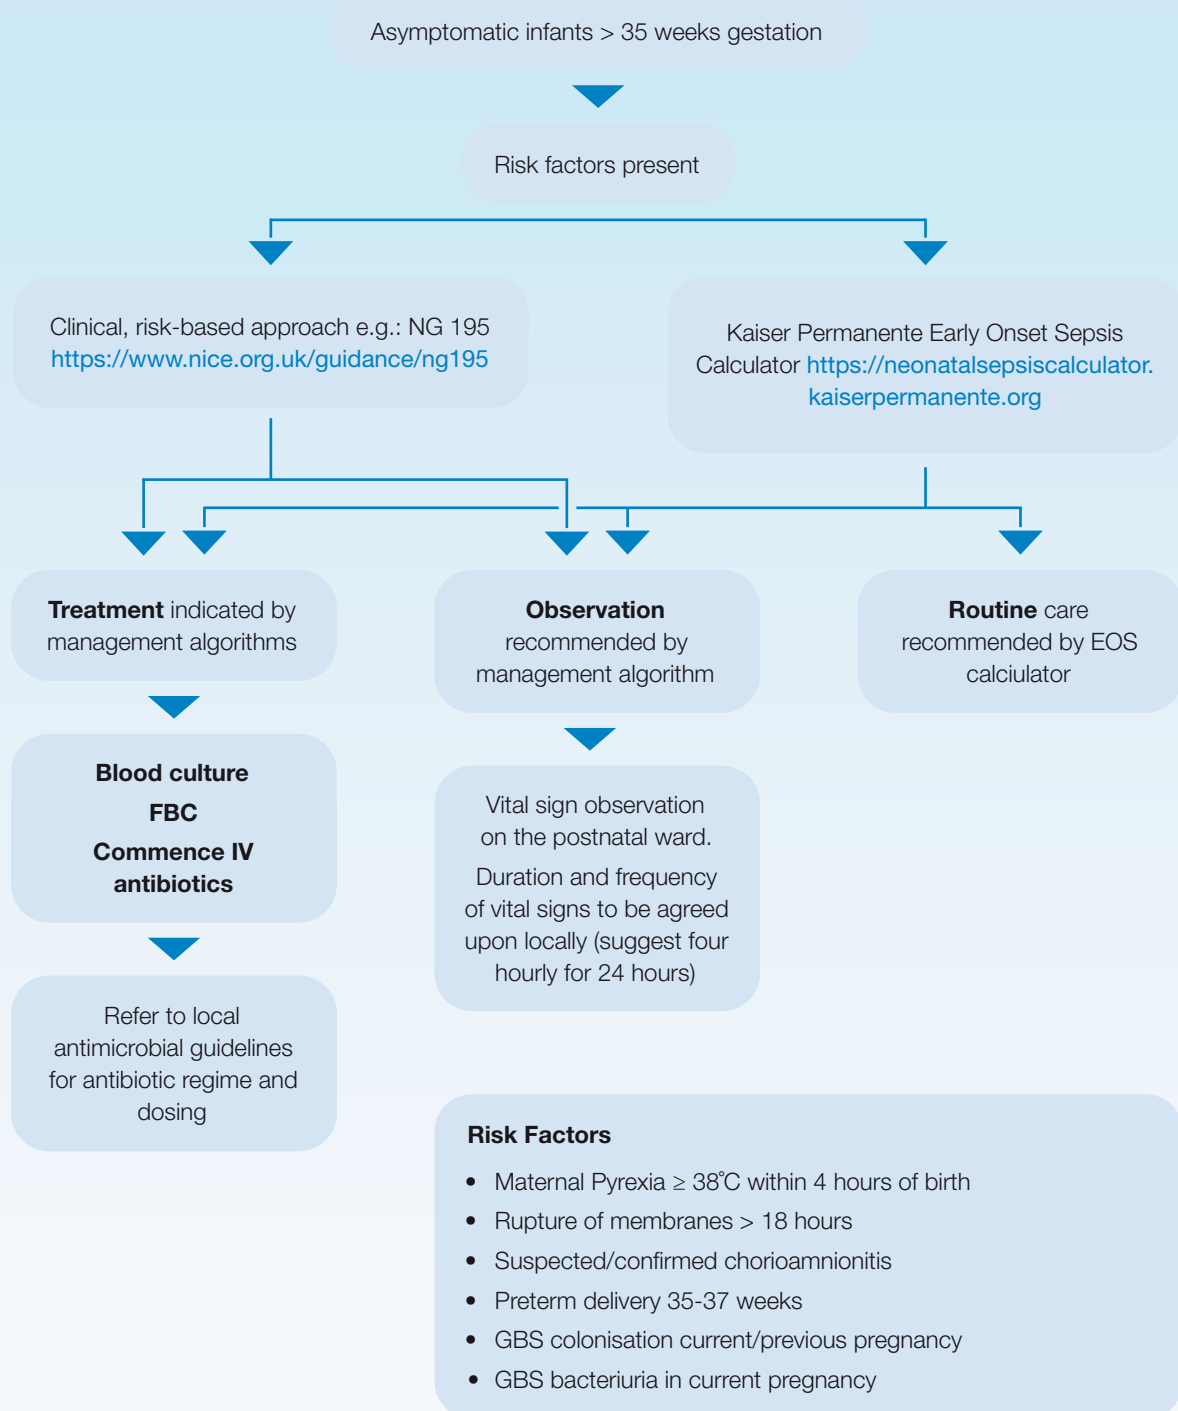 Asymptomatic infants > 35 weeks gestation
Risk factors present
Clinical, risk-based approach e.g.: NG 195
https://www.nice.org.uk/guidance/ng195
Kaiser Permanente Early Onset Sepsis
Calculator https://neonatalsepsiscalculator.
kaiserpermanente.org
Treatment indicated by
management algorithms
Observation
recommended by
management algorithm
Routine care
recommended by EOS
calciulator
Blood culture
FBC
Commence IV
antibiotics
Vital sign observation
on the postnatal ward.
Duration and frequency
of vital signs to be agreed
upon locally (suggest four
hourly for 24 hours)
Refer to local
antimicrobial guidelines
for antibiotic regime and
dosing
Risk Factors
• Maternal Pyrexia ≥ 38°C within 4 hours of birth
• Rupture of membranes > 18 hours
• Suspected/confirmed chorioamnionitis
• Preterm delivery 35-37 weeks
• GBS colonisation current/previous pregnancy
• GBS bacteriuria in current pregnancy